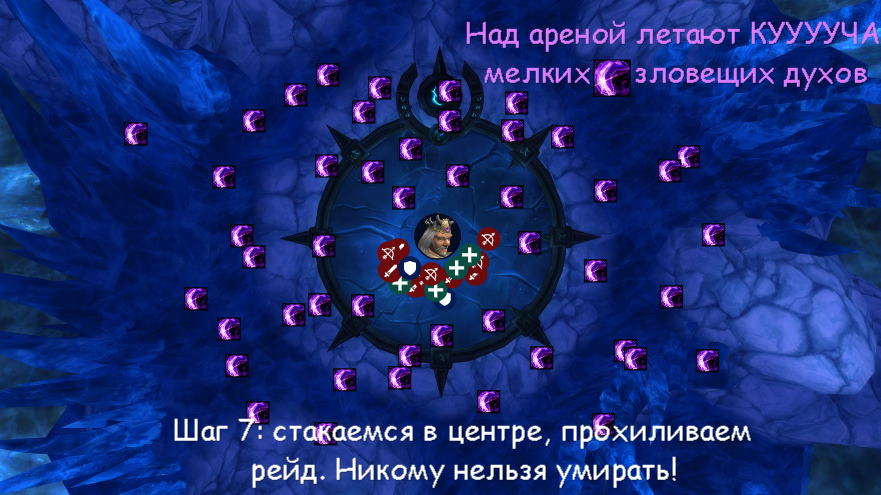 Над ареной летают КУУУУЧА
мелких зловещих духов
Шаг 7: стакаемся в центре, прохиливаем
рейд. Никому нельзя умирать!